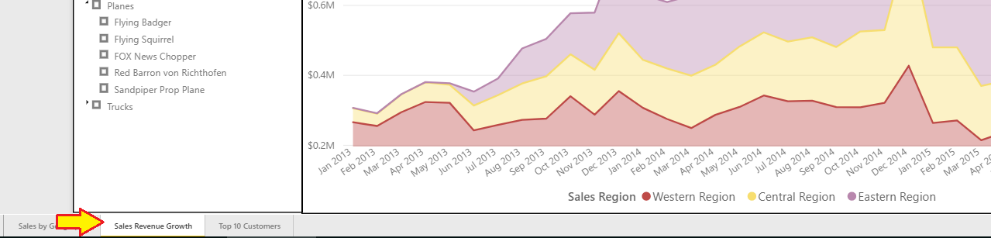 Planes
Flying Badger
Flying Squirrel
FOX News Chopper
Red Barron von Richthofen
Sandpiper Prop Plane
Trucks
$0.6M
$0.4M
$0.2M
Jan 2013
Feb 2013
Mar 2013
Apr 2013
May 2013
Jun 2013
Jul 2013
Aug 2013
Sep 2013
Oct 2013
Nov 2013
Dec 2013
Jan 2014
Feb 2014
Mar 2014
Apr 2014
May 2014
Jun 2014
Jul 2014
Aug 2014
Sep 2014
Oct 2014
Nov 2014
Dec 2014
Jan 2015
Feb 2015
Mar 2015
Apr 20
Sales Region Western Region Central Region Eastern Region
Sales by Sales Revenue Growth Top 10 Customers